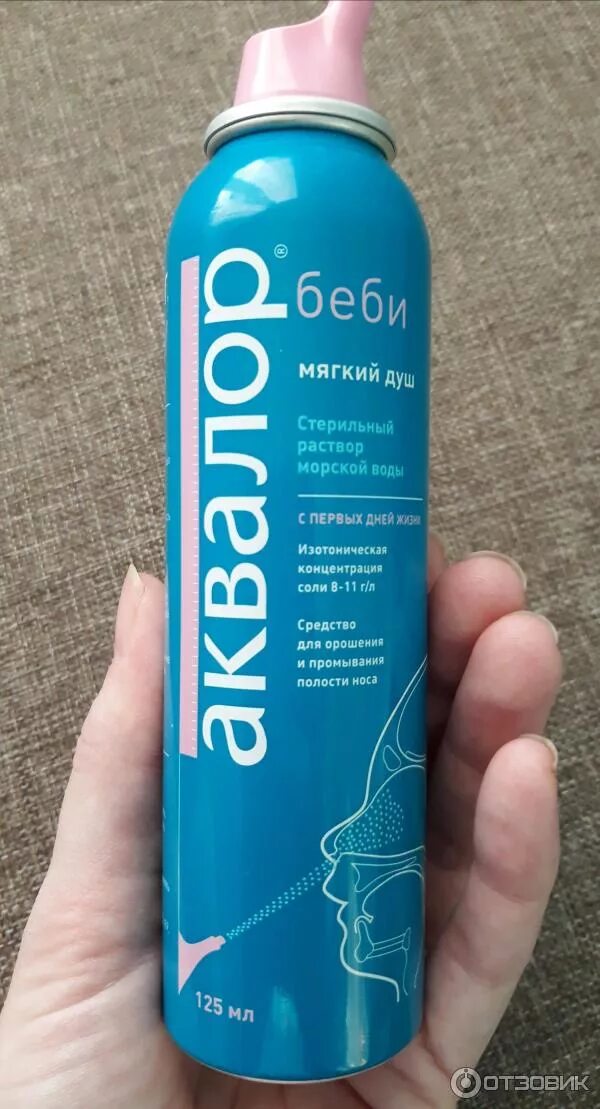 аквалор®
беби
мягкий душ
Стерильный
раствор
морской воды
С ПЕРВЫХ ДНЕЙ ЖИЗНИ
Изотоническая
концентрация
соли 8-11 г/л
Средство
для орошения
и промывания
полости носа
125 мл
ОТЗОВИК